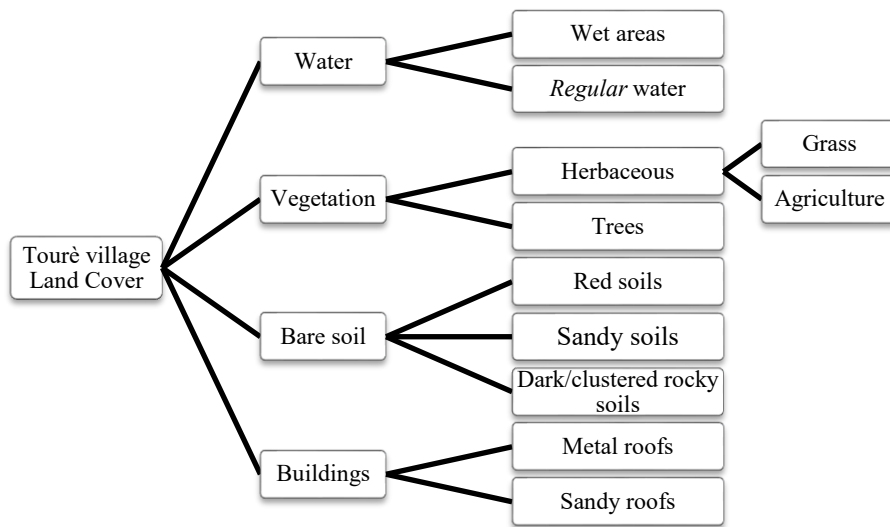 Tourè village
Land Cover
Water
Wet areas
Regular water
Vegetation
Herbaceous
Grass
Agriculture
Trees
Bare soil
Red soils
Sandy soils
Dark/clustered rocky
soils
Buildings
Metal roofs
Sandy roofs